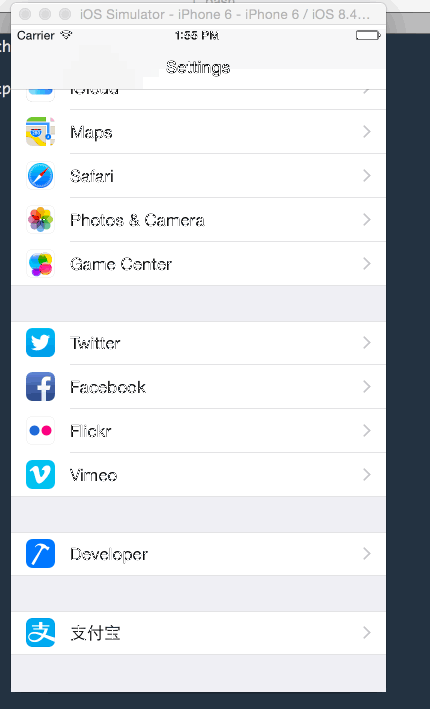 iOS Simulator - iPhone 6 - iPhone 6 / iOS 8.4...
Carrier 1:55 PM
Settings
iCloud
Maps
Safari
Photos & Camera
Game Center
Twitter
Facebook
Flickr
Vimeo
Developer
支付宝